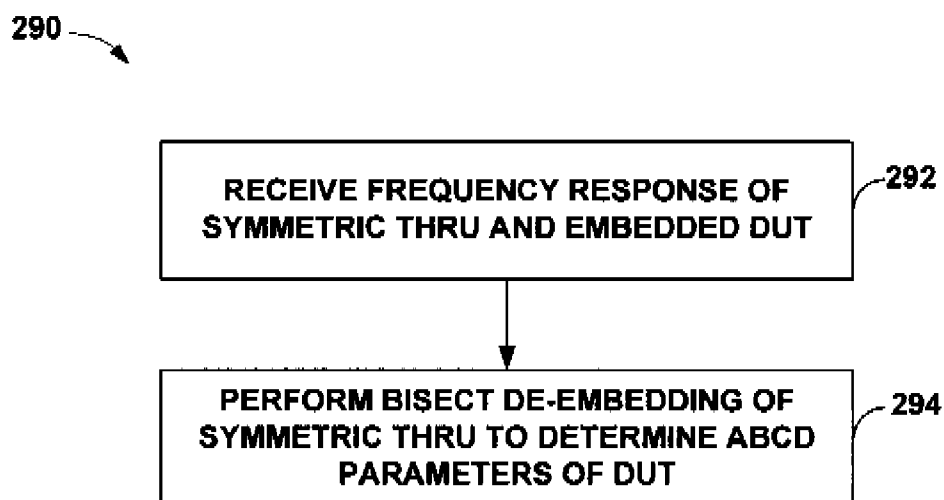 290
RECEIVE FREQUENCY RESPONSE OF
SYMMETRIC THRU AND EMBEDDED DUT
292
PERFORM BISECT DE-EMBEDDING OF
SYMMETRIC THRU TO DETERMINE ABCD
PARAMETERS OF DUT
294